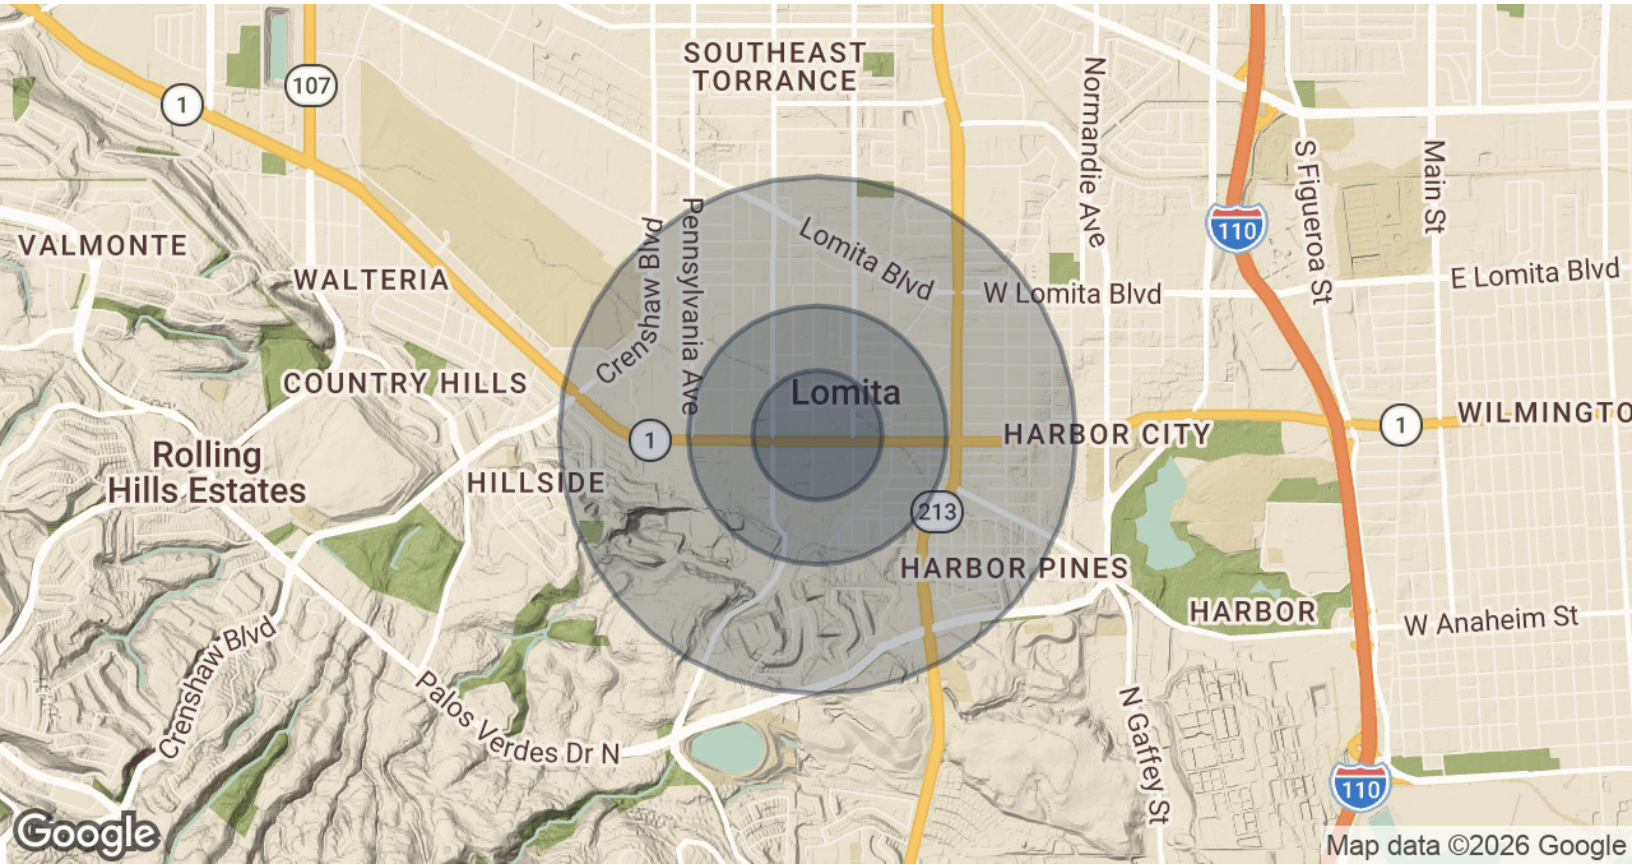 SOUTHEAST
TORRANCE
107
1
Normandie Ave
S Figueroa St
Main St
110
VALMONTE
WALTERIA
Crenshaw Blvd
Pennsylvania Ave
Lomita Blvd
W Lomita Blvd
E Lomita Blvd
COUNTRY HILLS
Lomita
1
HARBOR CITY
1
WILMINGTO
Rolling
Hills Estates
HILLSIDE
213
HARBOR PINES
HARBOR
W Anaheim St
Crenshaw Blvd
Palos Verdes Dr N
N Gaffey St
110
Google
Map data ©2026 Google